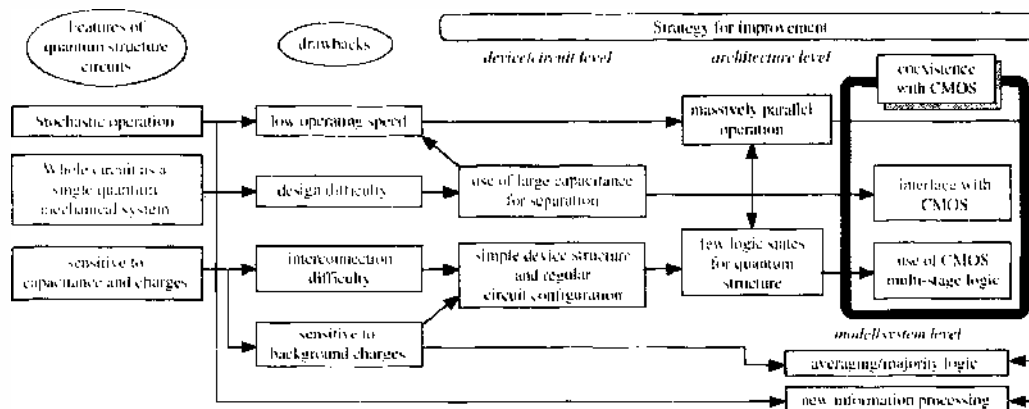 Features of
quantum structure
circuits
drawbacks
Strategy for improvement
device/circuit level
architecture level
coexistence
with CMOS
Stochastic operation
low operating speed
massively parallel
operation
Whole circuit as a
single quantum
mechanical system
design difficulty
use of large capacitance
for separation
interface with
CMOS
sensitive to
capacitance and charges
interconnection
difficulty
simple device structure
and regular
circuit configuration
few logic states
for quantum
structure
use of CMOS
multi-stage logic
sensitive to
background charges
model/system level
averaging/majority logic
new information processing